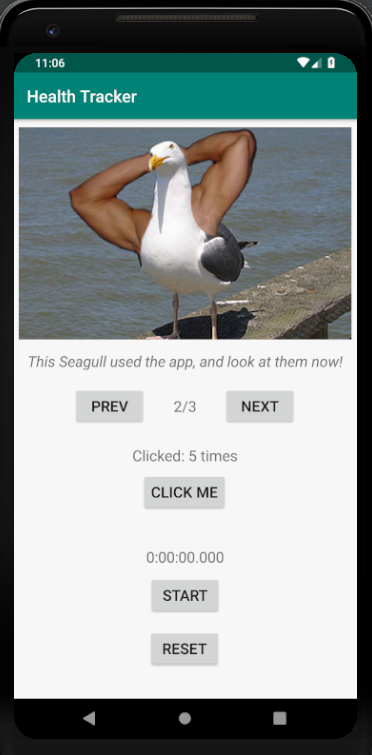 11:06
Health Tracker
This Seagull used the app, and look at them now!
PREV 2/3 NEXT
Clicked: 5 times
CLICK ME
0:00:00.000
START
RESET